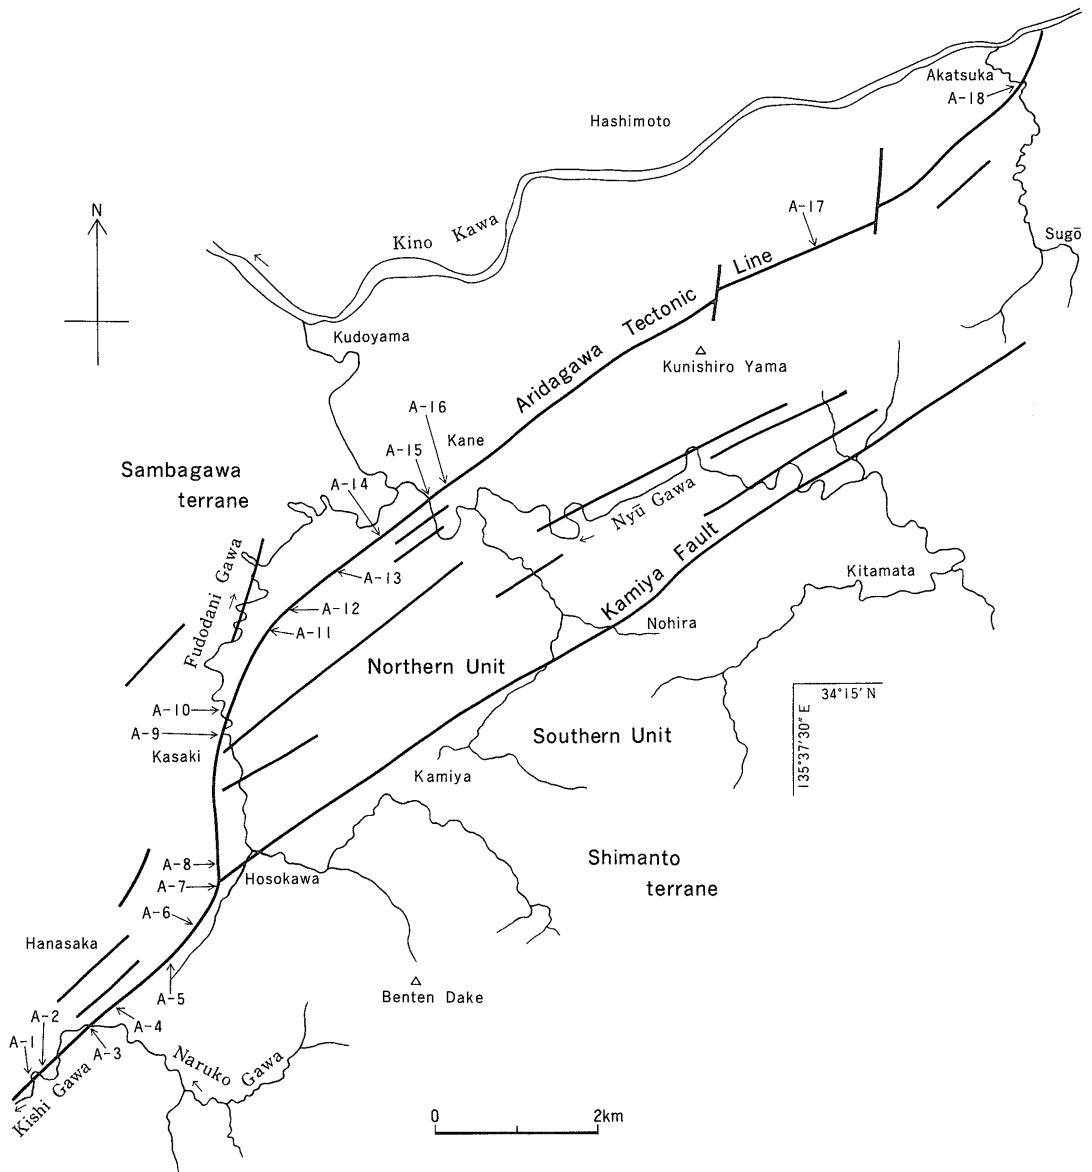 Akatsuka
A-18
Hashimoto
N
A-17
Kino Kawa
Sugō
Kudoyama
Aridagawa Tectonic Line
Kunishiro Yama
A-16
Kane
A-15
Sambagawa
terrane
A-14
Nyū Gawa
Fudodani Gawa
A-13
Kamiya Fault
Kitamata
A-12
A-11
Nohira
Northern Unit
34°15′ N
135°37′30″ E
A-10
A-9
Southern Unit
Kasaki
Kamiya
A-8
Shimanto
terrane
A-7
Hosokawa
A-6
Hanasaka
A-5
Benten Dake
A-2
A-4
A-1
A-3
Naruko Gawa
Kishi Gawa
0 2km